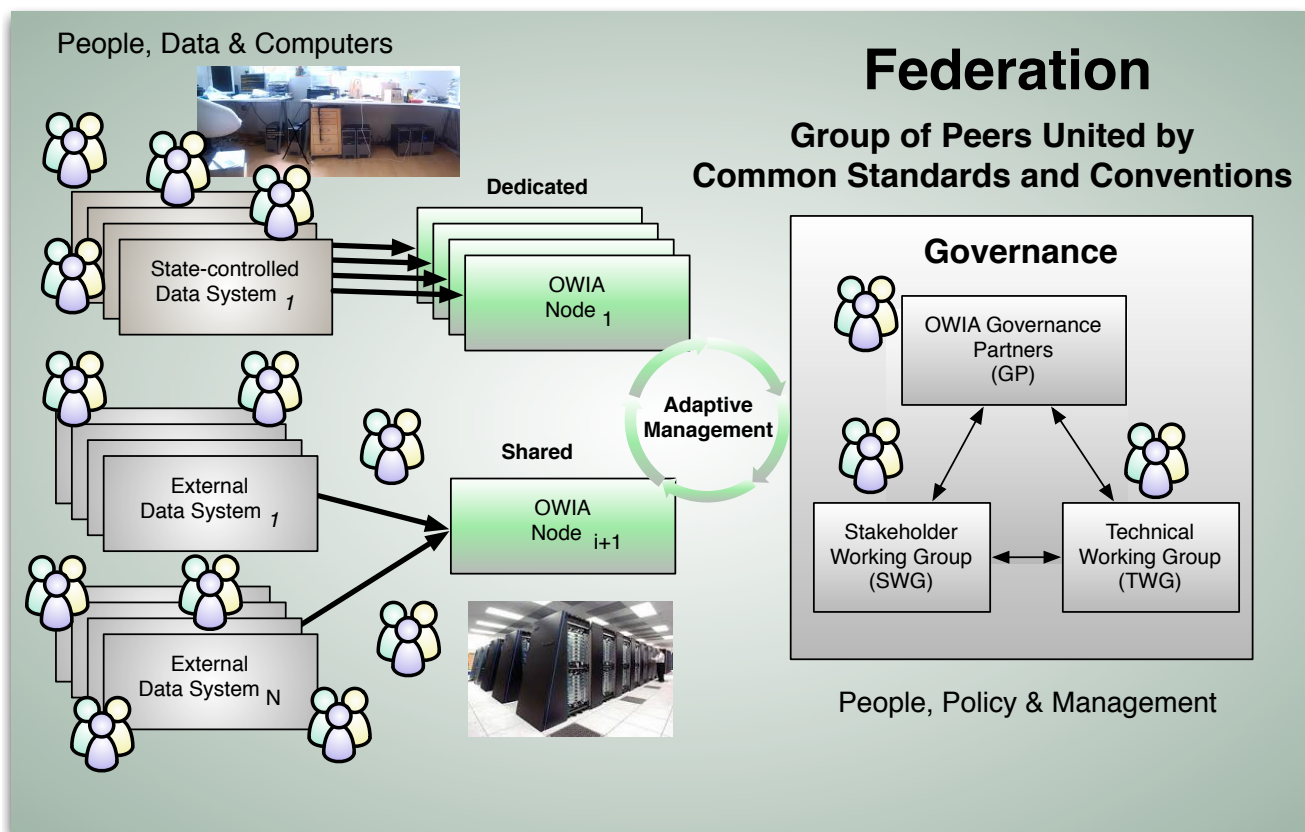 People, Data & Computers
Federation
Group of Peers United by
Common Standards and Conventions
Dedicated
State-controlled
Data System 1
OWIA
Node 1
External
Data System 1
Shared
OWIA
Node i+1
External
Data System N
Adaptive
Management
Governance
OWIA Governance
Partners
(GP)
Stakeholder
Working Group
(SWG)
Technical
Working Group
(TWG)
People, Policy & Management